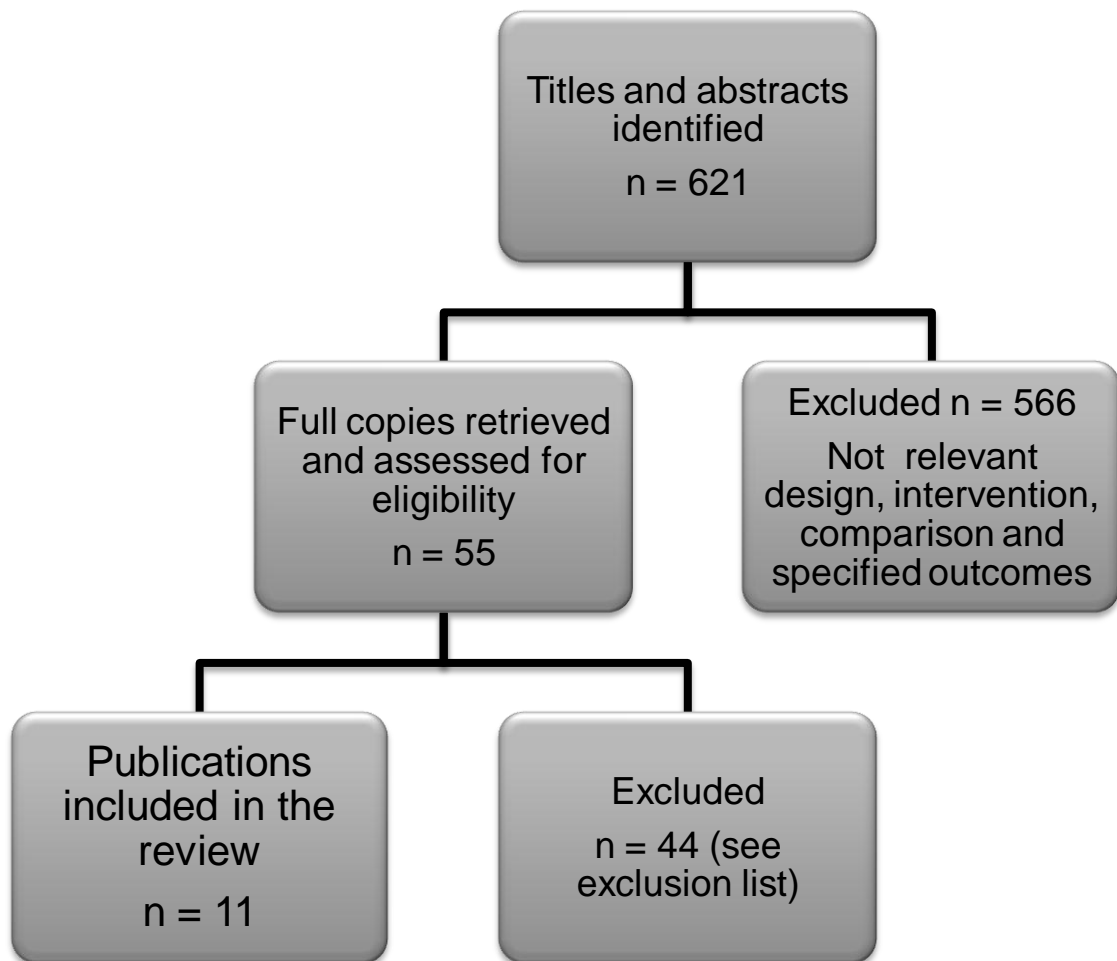 Titles and abstracts
identified
n = 621
Full copies retrieved
and assessed for
eligibility
n = 55
Excluded n = 566
Not relevant
design, intervention,
comparison and
specified outcomes
Publications
included in the
review
n = 11
Excluded
n = 44 (see
exclusion list)